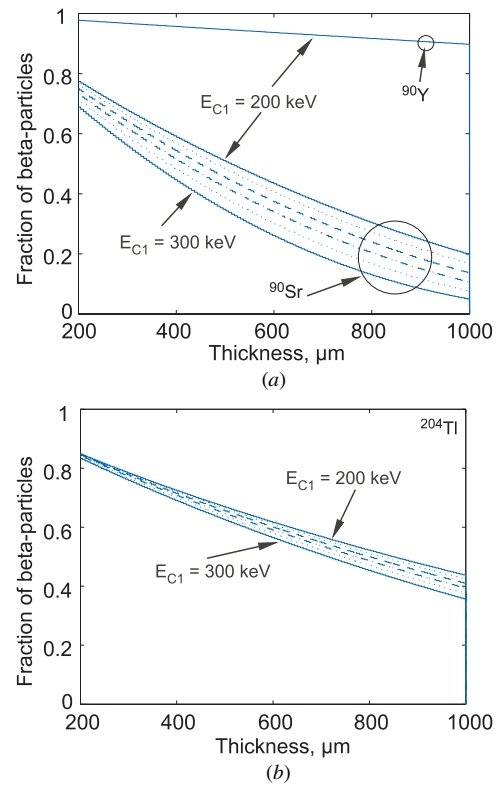 1
0.8
0.6
0.4
0.2
0
Fraction of beta-particles
E_C1 = 200 keV
⁹⁰Y
E_C1 = 300 keV
⁹⁰Sr
200 400 600 800 1000
Thickness, μm
(a)
1
0.8
0.6
0.4
0.2
0
Fraction of beta-particles
²⁰⁴Tl
E_C1 = 200 keV
E_C1 = 300 keV
200 400 600 800 1000
Thickness, μm
(b)